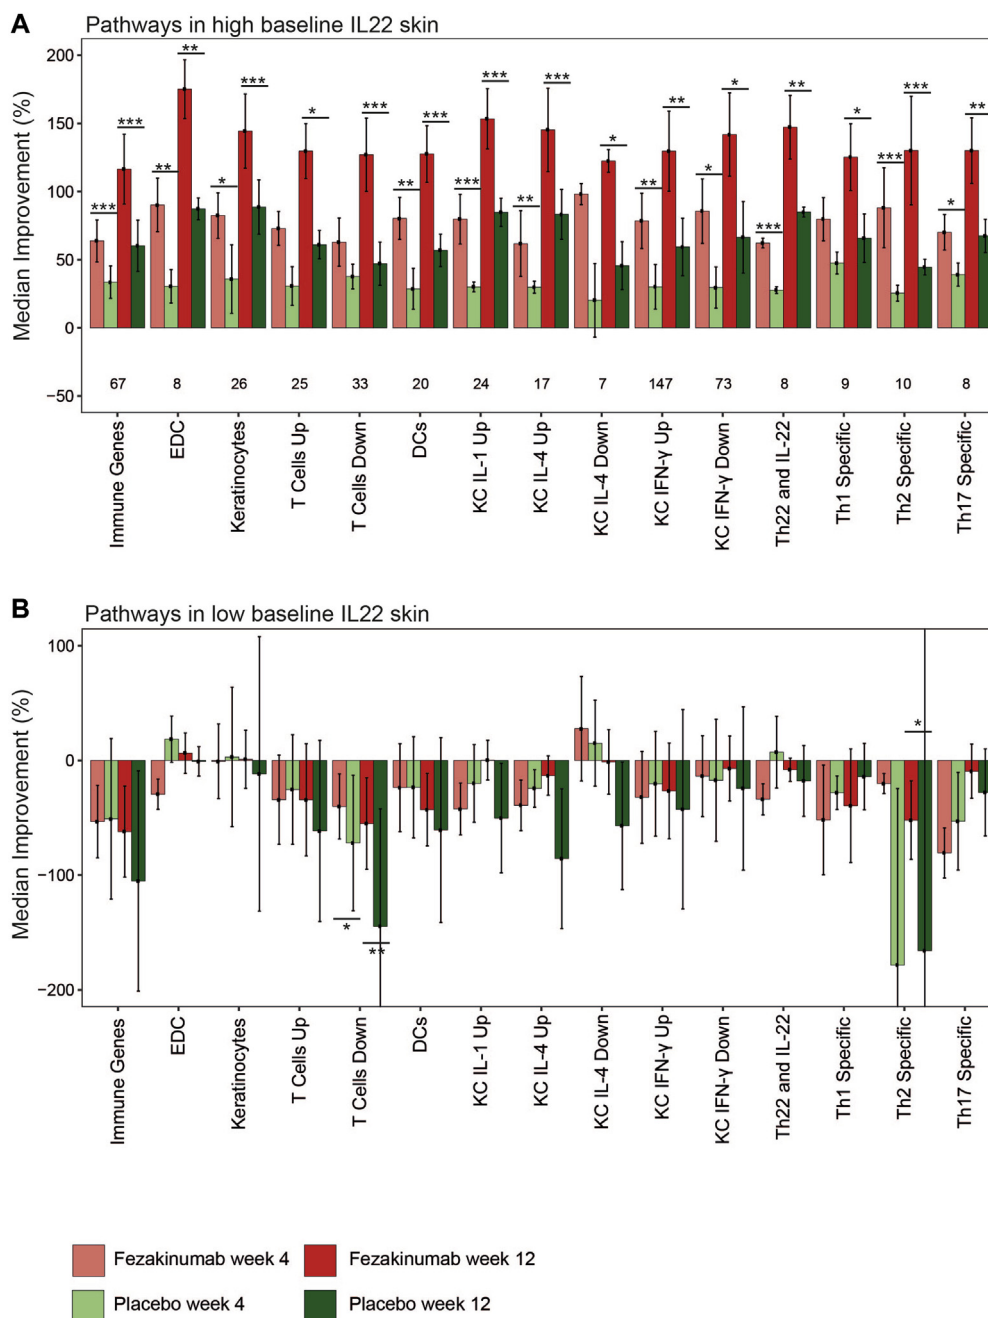 A
Pathways in high baseline IL22 skin
Median Improvement (%)
200
150
100
50
0
−50
*** *** ** ** * *** * *** ** *** *** *** ** *** * ** ** * * *** ** * *** *** * **
67 8 26 25 33 20 24 17 7 147 73 8 9 10 8
Immune Genes
EDC
Keratinocytes
T Cells Up
T Cells Down
DCs
KC IL-1 Up
KC IL-4 Up
KC IL-4 Down
KC IFN-γ Up
KC IFN-γ Down
Th22 and IL-22
Th1 Specific
Th2 Specific
Th17 Specific
B
Pathways in low baseline IL22 skin
Median Improvement (%)
100
0
−100
−200
* ** *
Immune Genes
EDC
Keratinocytes
T Cells Up
T Cells Down
DCs
KC IL-1 Up
KC IL-4 Up
KC IL-4 Down
KC IFN-γ Up
KC IFN-γ Down
Th22 and IL-22
Th1 Specific
Th2 Specific
Th17 Specific
Fezakinumab week 4 Fezakinumab week 12
Placebo week 4 Placebo week 12